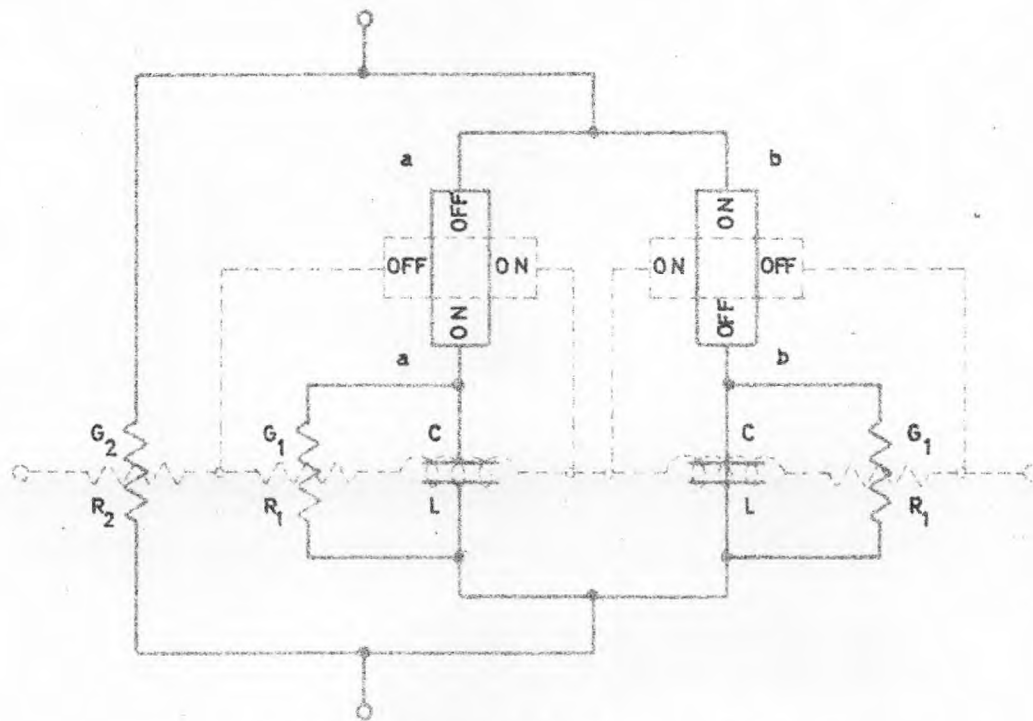 a b
OFF ON
OFF ON ON OFF
ON OFF
a b
G2 G1 C C G1
R2 R1 L L R1